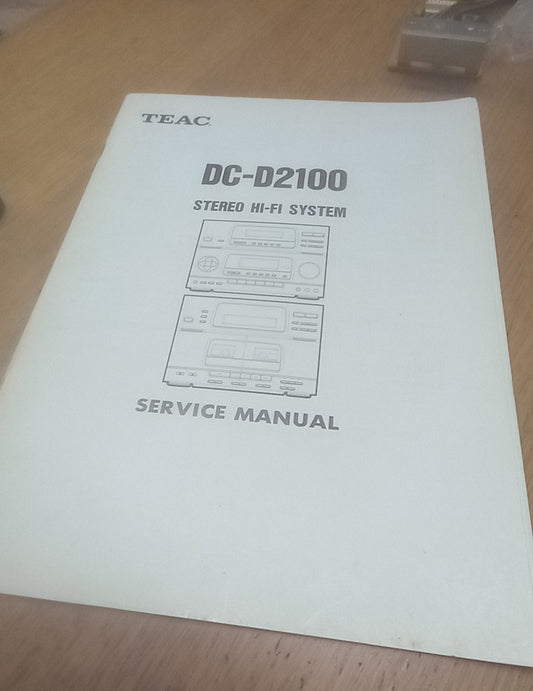 TEAC
DC-D2100
STEREO HI-FI SYSTEM
SERVICE MANUAL